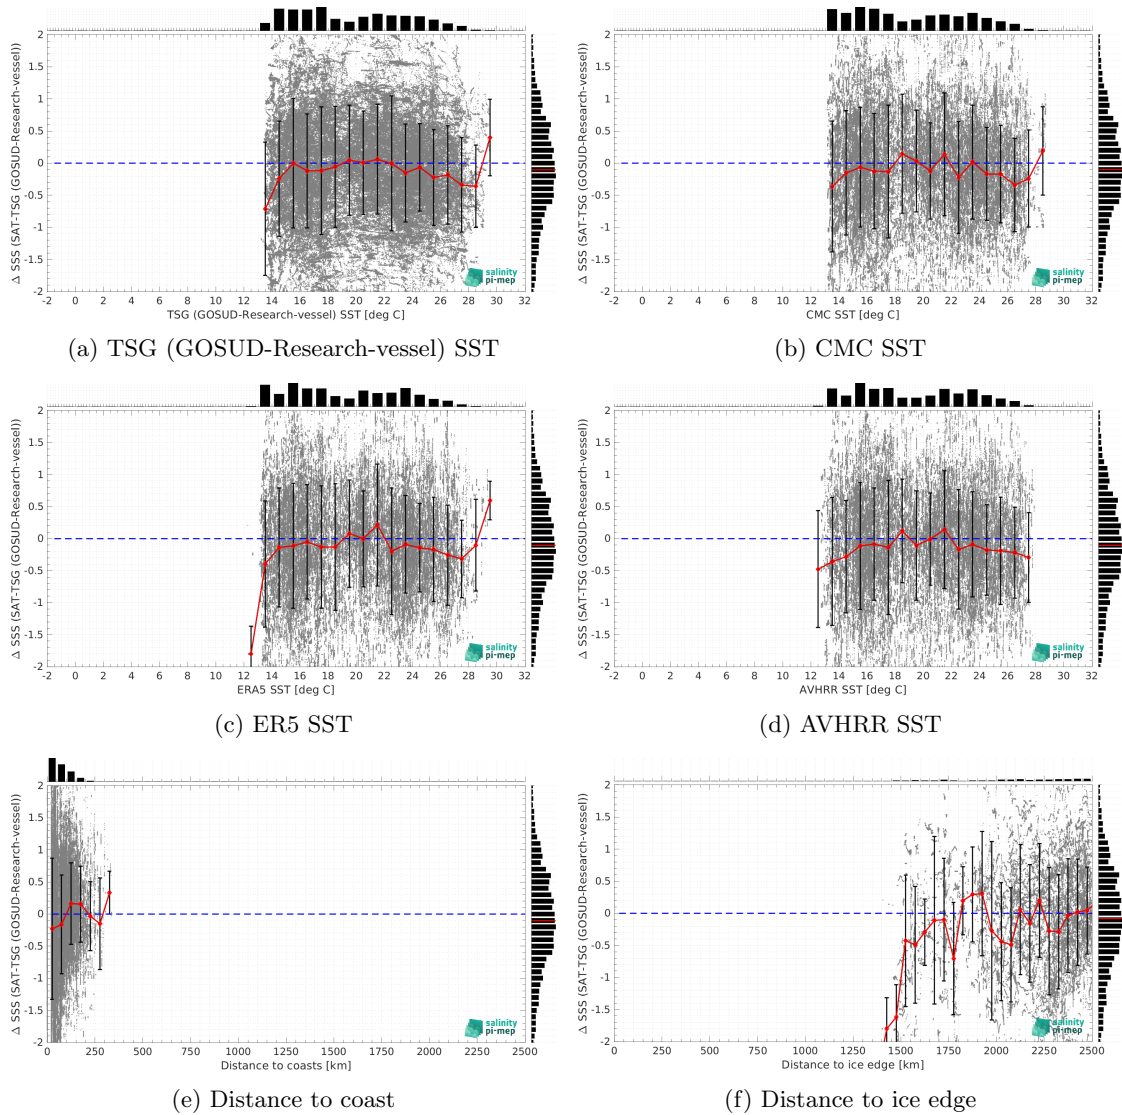 Δ SSS (SAT-TSG (GOSUD-Research-vessel))
2
1.5
1
0.5
0
-0.5
-1
-1.5
-2
-2 0 2 4 6 8 10 12 14 16 18 20 22 24 26 28 30 32
TSG (GOSUD-Research-vessel) SST [deg C]
salinity
pi-mep
(a) TSG (GOSUD-Research-vessel) SST
Δ SSS (SAT-TSG (GOSUD-Research-vessel))
2
1.5
1
0.5
0
-0.5
-1
-1.5
-2
-2 0 2 4 6 8 10 12 14 16 18 20 22 24 26 28 30 32
CMC SST [deg C]
salinity
pi-mep
(b) CMC SST
Δ SSS (SAT-TSG (GOSUD-Research-vessel))
2
1.5
1
0.5
0
-0.5
-1
-1.5
-2
-2 0 2 4 6 8 10 12 14 16 18 20 22 24 26 28 30 32
ERA5 SST [deg C]
salinity
pi-mep
(c) ER5 SST
Δ SSS (SAT-TSG (GOSUD-Research-vessel))
2
1.5
1
0.5
0
-0.5
-1
-1.5
-2
-2 0 2 4 6 8 10 12 14 16 18 20 22 24 26 28 30 32
AVHRR SST [deg C]
salinity
pi-mep
(d) AVHRR SST
Δ SSS (SAT-TSG (GOSUD-Research-vessel))
2
1.5
1
0.5
0
-0.5
-1
-1.5
-2
0 250 500 750 1000 1250 1500 1750 2000 2250 2500
Distance to coasts [km]
salinity
pi-mep
(e) Distance to coast
Δ SSS (SAT-TSG (GOSUD-Research-vessel))
2
1.5
1
0.5
0
-0.5
-1
-1.5
-2
0 250 500 750 1000 1250 1500 1750 2000 2250 2500
Distance to ice edge [km]
salinity
pi-mep
(f) Distance to ice edge